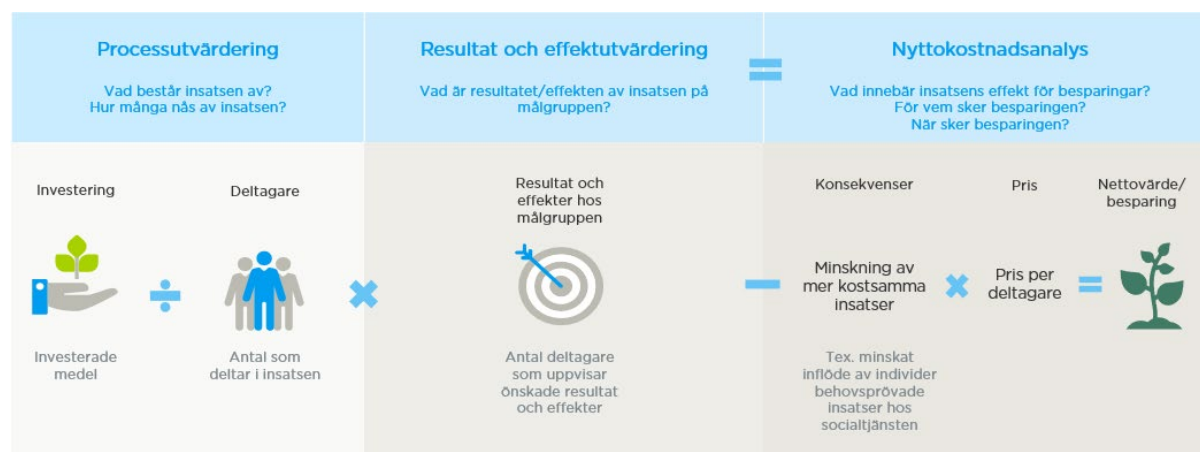 Processutvärdering
Vad består insatsen av?
Hur många nås av insatsen?
Resultat och effektutvärdering
Vad är resultatet/effekten av insatsen på
målgruppen?
=
Nyttokostnadsanalys
Vad innebär insatsens effekt för besparingar?
För vem sker besparingen?
När sker besparingen?
Investering
÷
Deltagare
×
Resultat och
effekter hos
målgruppen
−
Konsekvenser
Minskning av
mer kostsamma
insatser
×
Pris
Pris per
deltagare
=
Nettovärde/
besparing
Investerade
medel
Antal som
deltar i insatsen
Antal deltagare
som uppvisar
önskade resultat
och effekter
Tex. minskat
inflöde av individer
behovsprövade
insatser hos
socialtjänsten